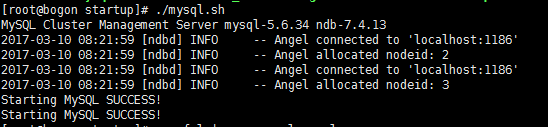 [root@bogon startup]# ./mysql.sh
MySQL Cluster Management Server mysql-5.6.34 ndb-7.4.13
2017-03-10 08:21:59 [ndbd] INFO     -- Angel connected to 'localhost:1186'
2017-03-10 08:21:59 [ndbd] INFO     -- Angel allocated nodeid: 2
2017-03-10 08:21:59 [ndbd] INFO     -- Angel connected to 'localhost:1186'
2017-03-10 08:21:59 [ndbd] INFO     -- Angel allocated nodeid: 3
Starting MySQL SUCCESS!
Starting MySQL SUCCESS!